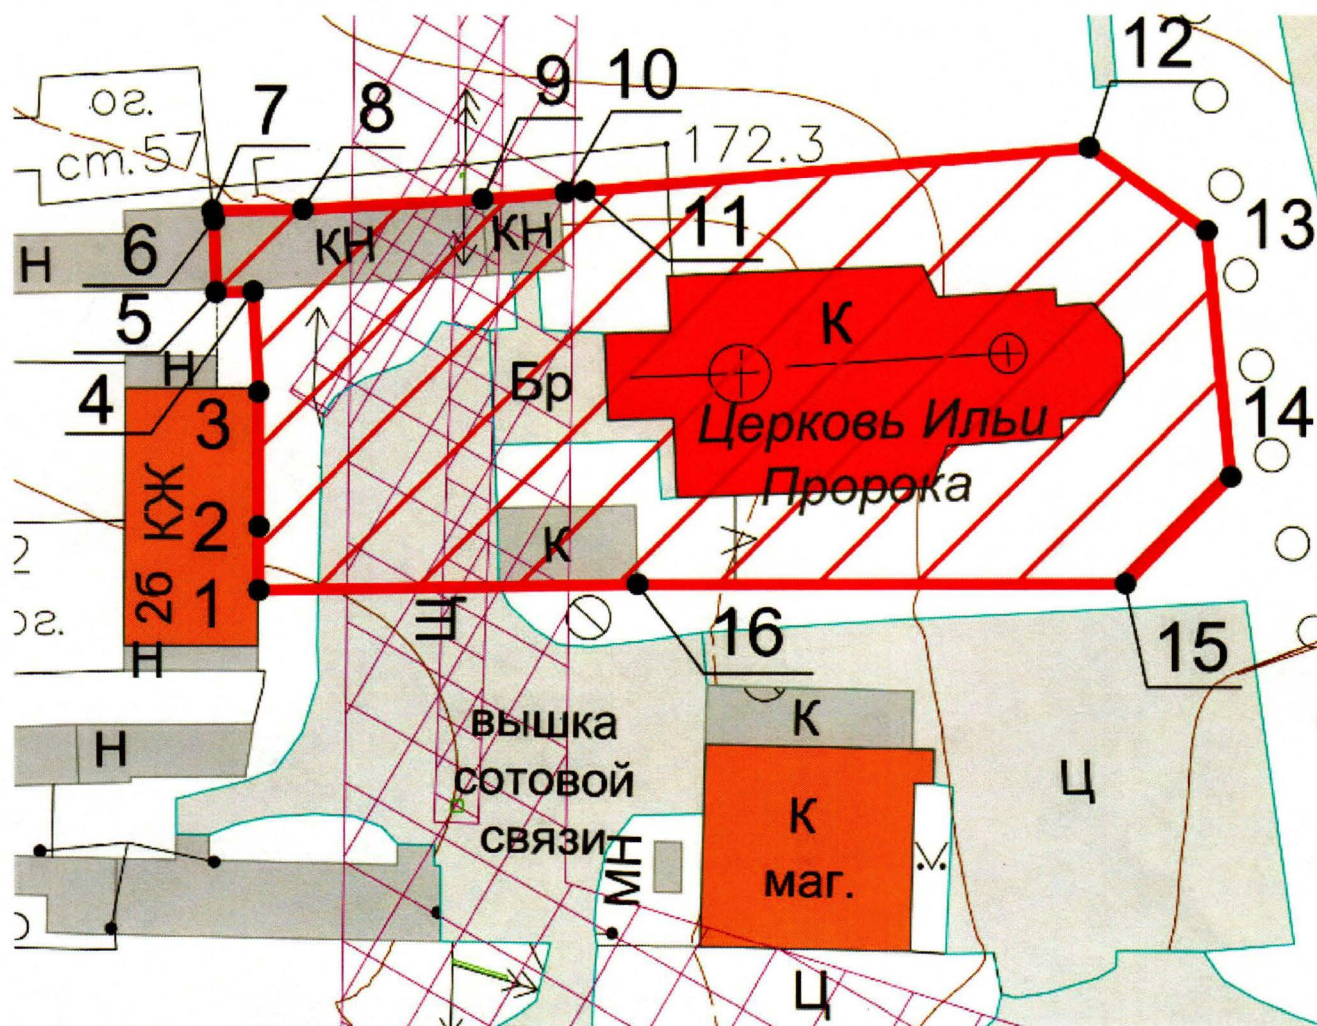 12
7
8
9
10
ог.
ст.57
Г
172.3
6
КН
КН
11
13
Н
5
К
Н
Бр
4
3
14
Церковь Ильи
Пророка
КЖ
2
К
2б
1
Щ
ог.
16
15
Н
вышка
К
Н
сотовой
Ц
связи
К
МН
маг.
Ц